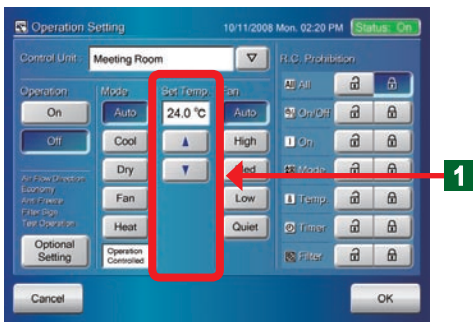 Operation Setting
10/11/2008 Mon. 02:20 PM
Status: On
Control Unit :
Meeting Room
R.C. Prohibition
Operation
Mode
Set Temp.
Fan
All
On
Auto
24.0 °C
Auto
On/Off
Off
Cool
High
On
Dry
Med
Mode
Air Flow Direction
Economy
Anti Freeze
Filter Sign
Test Operation
Fan
Low
Temp.
Heat
Quiet
Timer
Optional
Setting
Operation
Controlled
Filter
Cancel
OK
1